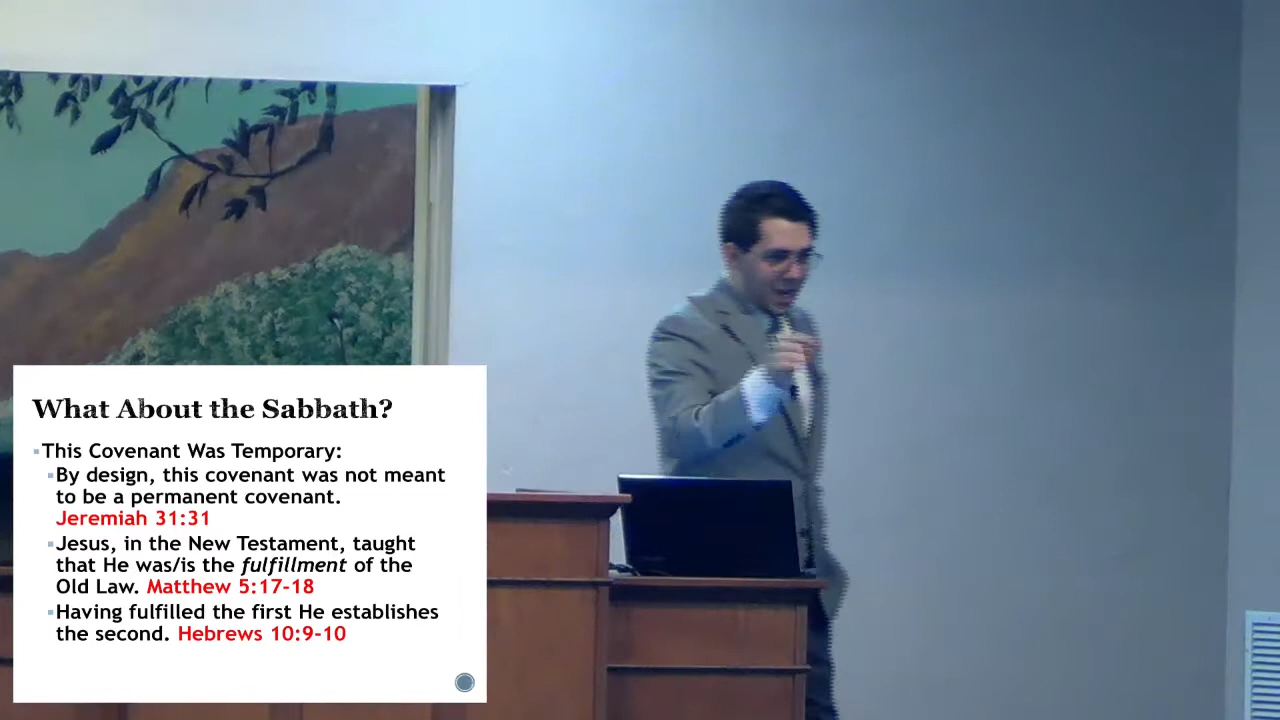 What About the Sabbath?
This Covenant Was Temporary:
By design, this covenant was not meant
to be a permanent covenant.
Jeremiah 31:31
Jesus, in the New Testament, taught
that He was/is the fulfillment of the
Old Law. Matthew 5:17-18
Having fulfilled the first He establishes
the second. Hebrews 10:9-10